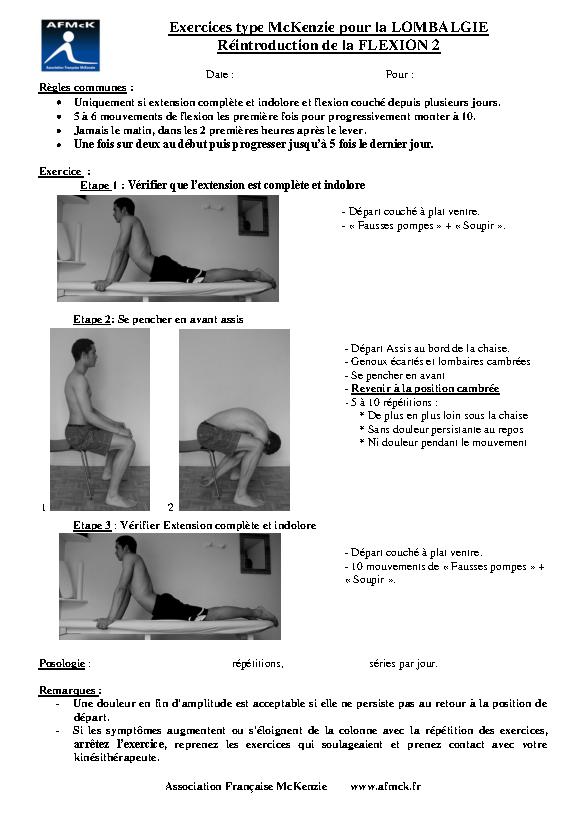 AFMcK
Association Française McKenzie
Exercices type McKenzie pour la LOMBALGIE
Réintroduction de la FLEXION 2
Date : Pour :
Règles communes :
• Uniquement si extension complète et indolore et flexion couché depuis plusieurs jours.
• 5 à 6 mouvements de flexion les première fois pour progressivement monter à 10.
• Jamais le matin, dans les 2 premières heures après le lever.
• Une fois sur deux au début puis progresser jusqu'à 5 fois le dernier jour.
Exercice :
Etape 1 : Vérifier que l'extension est complète et indolore
- Départ couché à plat ventre.
- « Fausses pompes » + « Soupir ».
Etape 2: Se pencher en avant assis
- Départ Assis au bord de la chaise.
- Genoux écartés et lombaires cambrées
- Se pencher en avant
- Revenir à la position cambrée
- 5 à 10 répétitions :
* De plus en plus loin sous la chaise
* Sans douleur persistante au repos
* Ni douleur pendant le mouvement
1 2
Etape 3 : Vérifier Extension complète et indolore
- Départ couché à plat ventre.
- 10 mouvements de « Fausses pompes » +
« Soupir ».
Posologie : répétitions, séries par jour.
Remarques :
- Une douleur en fin d'amplitude est acceptable si elle ne persiste pas au retour à la position de
départ.
- Si les symptômes augmentent ou s'éloignent de la colonne avec la répétition des exercices,
arrêtez l'exercice, reprenez les exercices qui soulageaient et prenez contact avec votre
kinésithérapeute.
Association Française McKenzie www.afmck.fr